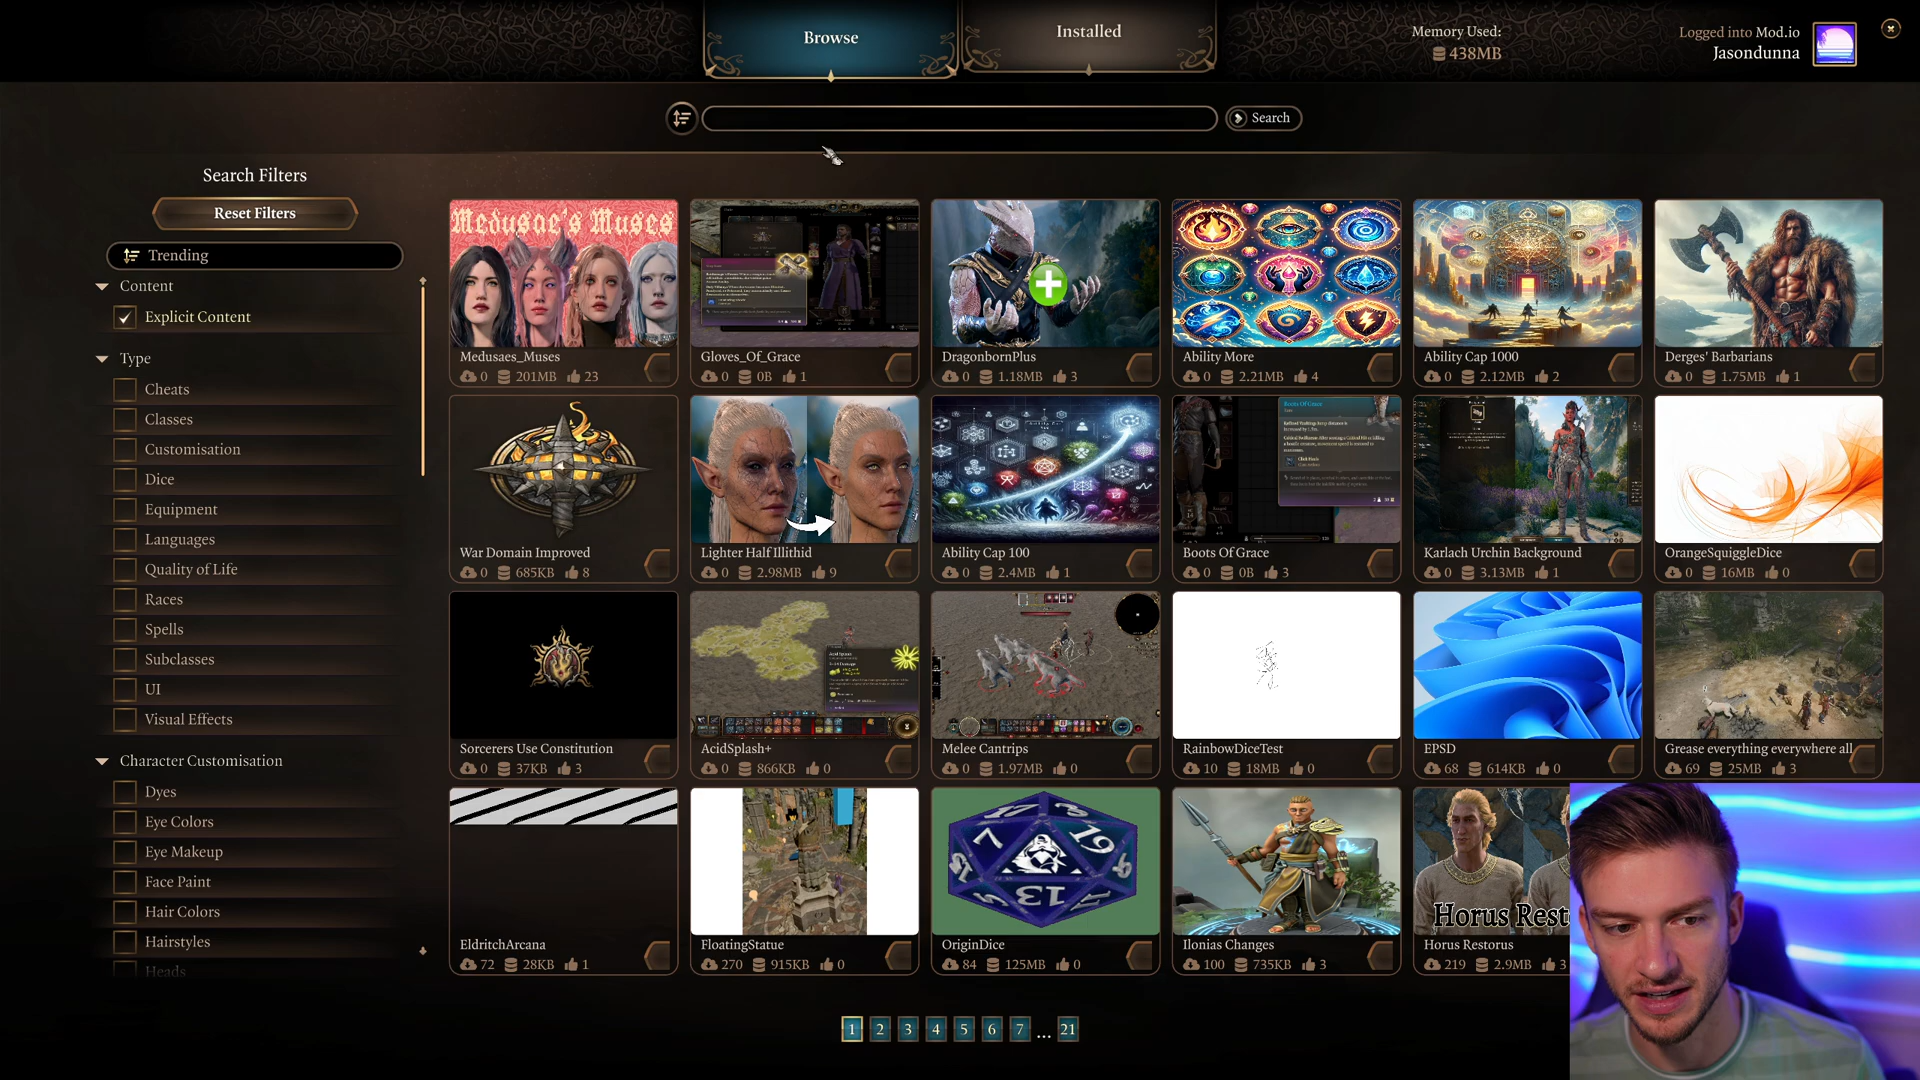 Browse
Installed
Memory Used:
438MB
Logged into Mod.io
Jasondunna
Search
Search Filters
Reset Filters
Trending
Content
Explicit Content
Type
Cheats
Classes
Customisation
Dice
Equipment
Languages
Quality of Life
Races
Spells
Subclasses
UI
Visual Effects
Character Customisation
Dyes
Eye Colors
Eye Makeup
Face Paint
Hair Colors
Hairstyles
Heads
Medusae's Muses
Medusaes_Muses
0 201MB 23
Gloves_Of_Grace
0 0B 1
DragonbornPlus
0 1.18MB 3
Ability More
0 2.21MB 4
Ability Cap 1000
0 2.12MB 2
Derges' Barbarians
0 1.75MB 1
War Domain Improved
0 685KB 8
Lighter Half Illithid
0 2.98MB 9
Ability Cap 100
0 2.4MB 1
Boots Of Grace
Boots Of Grace
0 0B 3
Karlach Urchin Background
0 3.13MB 1
OrangeSquiggleDice
0 16MB 0
Sorcerers Use Constitution
0 37KB 3
AcidSplash+
0 866KB 0
Melee Cantrips
0 1.97MB 0
RainbowDiceTest
10 18MB 0
EPSD
68 614KB 0
Grease everything everywhere all
69 25MB 3
EldritchArcana
72 28KB 1
FloatingStatue
270 915KB 0
17 7 19 13
OriginDice
84 125MB 0
Ilonias Changes
100 735KB 3
Horus Rest
Horus Restorus
219 2.9MB 3
1 2 3 4 5 6 7 ... 21